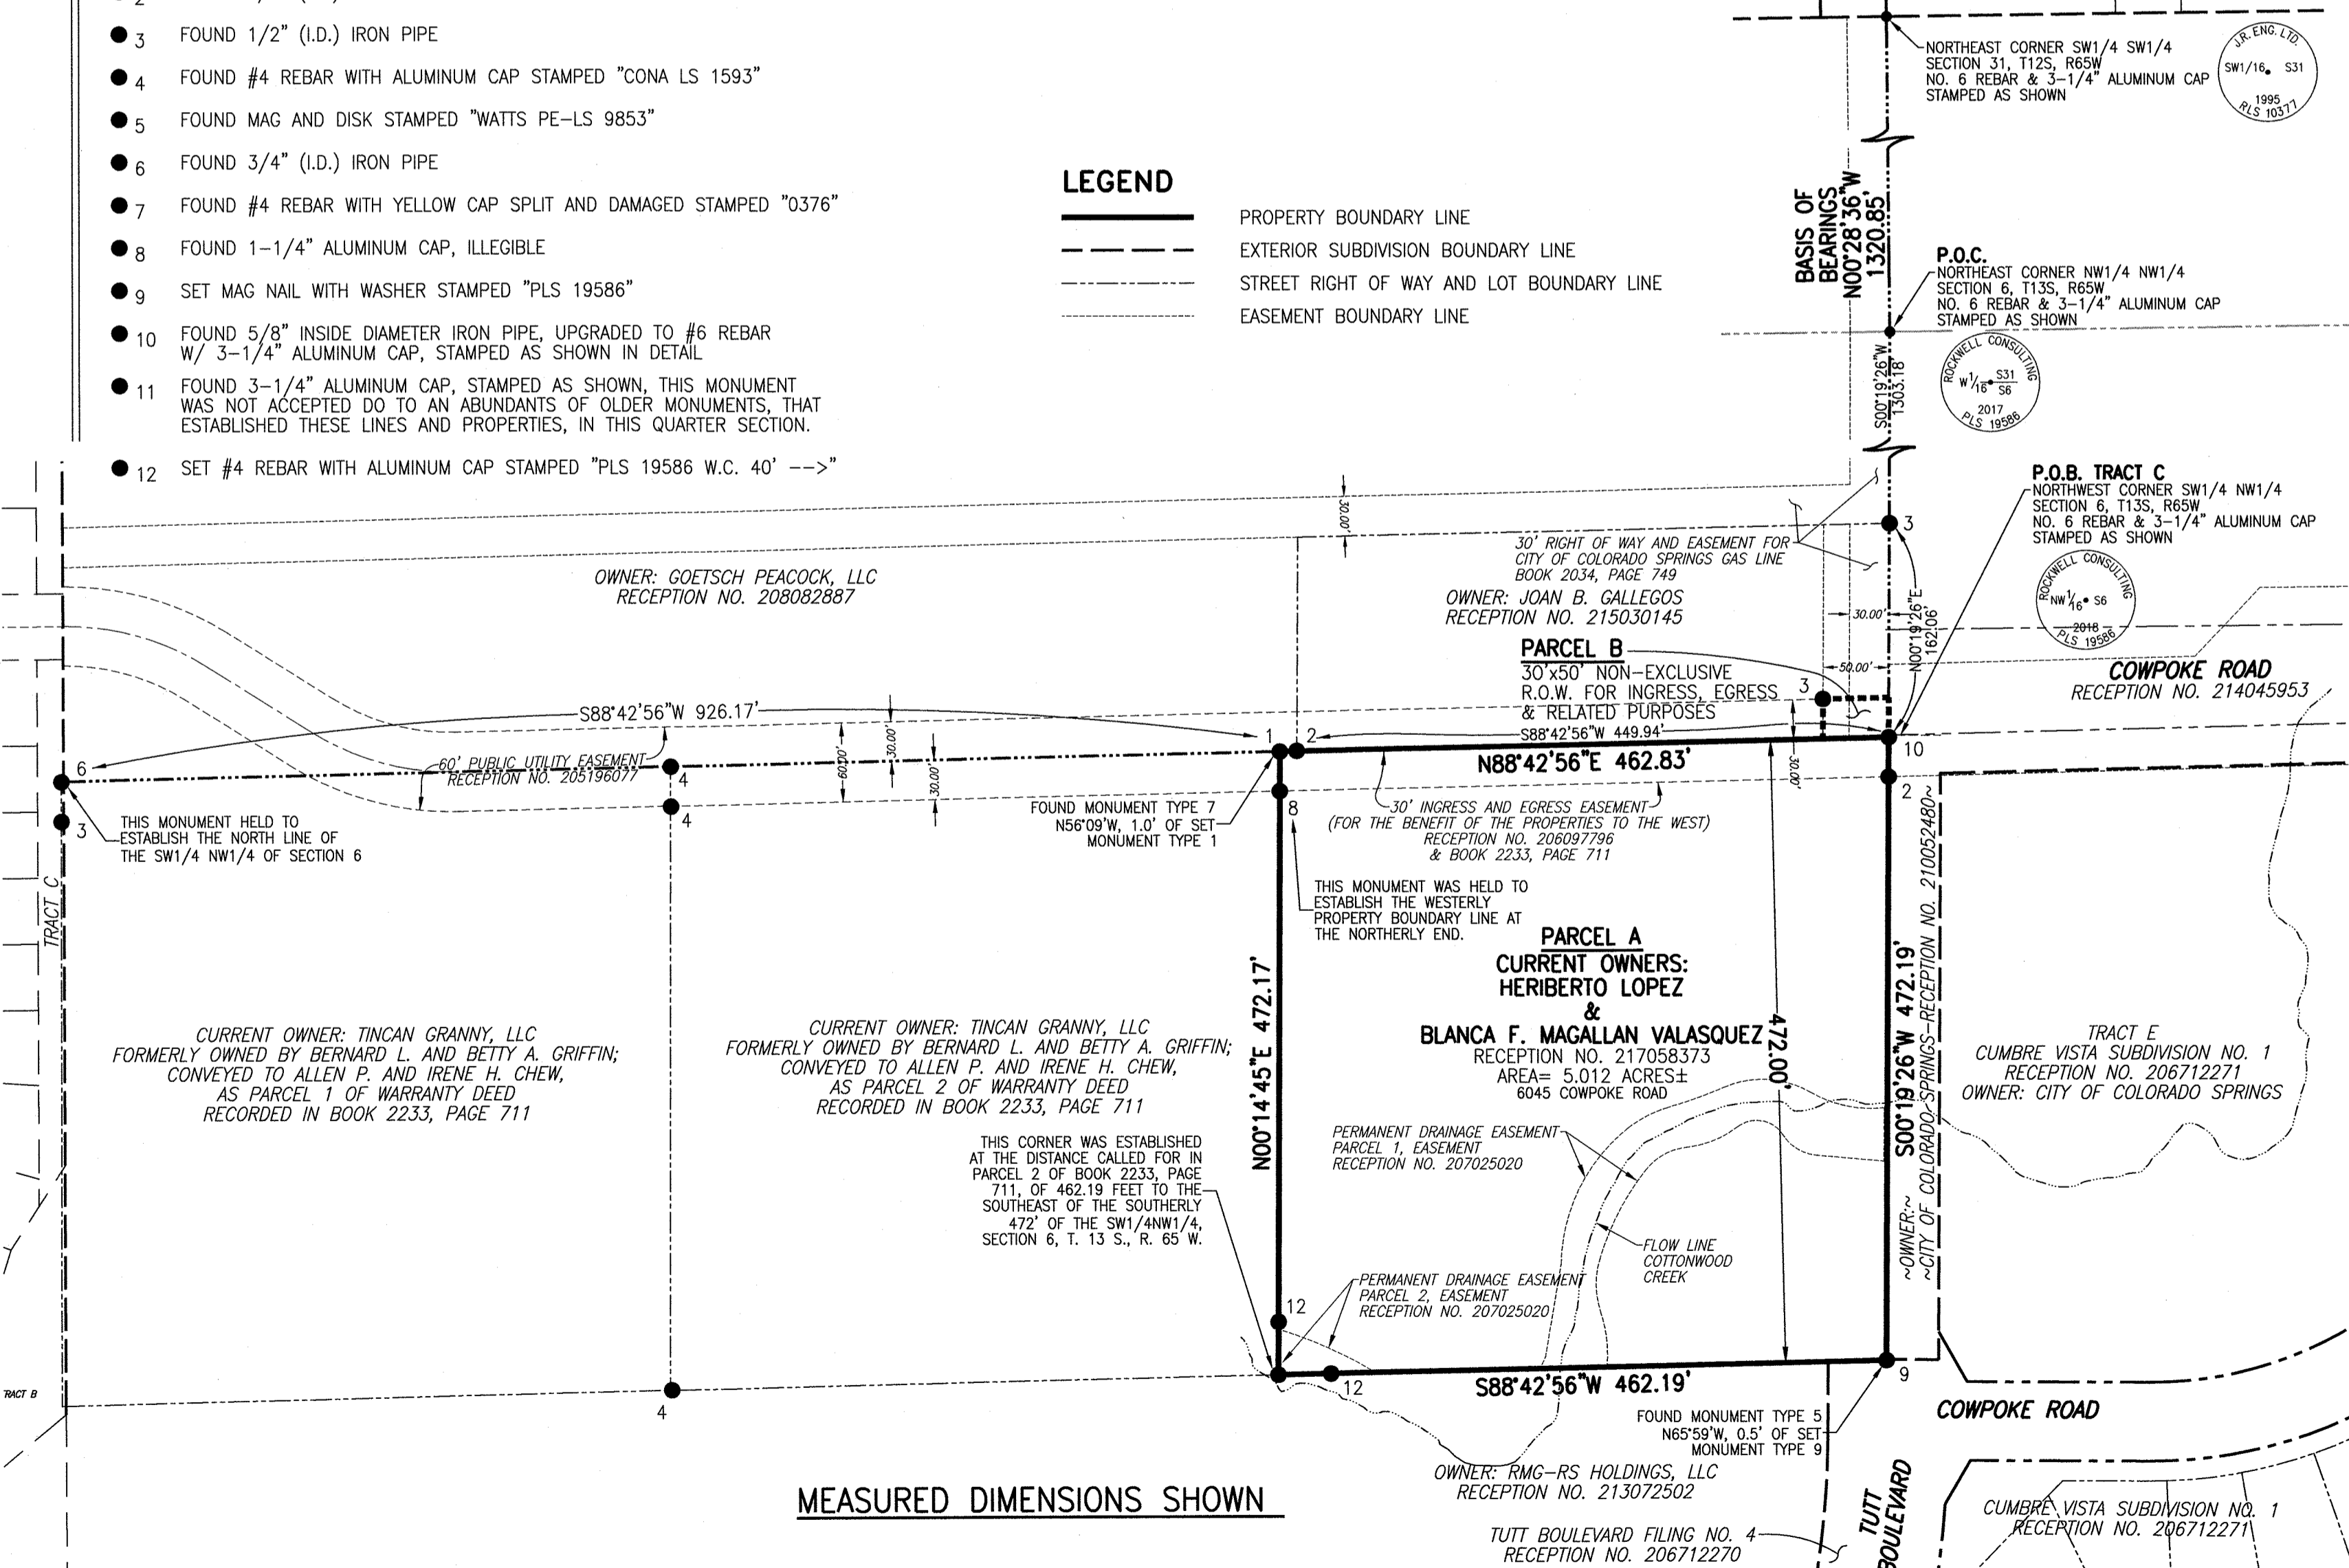 2
3 FOUND 1/2" (I.D.) IRON PIPE
4 FOUND #4 REBAR WITH ALUMINUM CAP STAMPED "CONA LS 1593"
5 FOUND MAG AND DISK STAMPED "WATTS PE-LS 9853"
6 FOUND 3/4" (I.D.) IRON PIPE
7 FOUND #4 REBAR WITH YELLOW CAP SPLIT AND DAMAGED STAMPED "0376"
8 FOUND 1-1/4" ALUMINUM CAP, ILLEGIBLE
9 SET MAG NAIL WITH WASHER STAMPED "PLS 19586"
10 FOUND 5/8" INSIDE DIAMETER IRON PIPE, UPGRADED TO #6 REBAR
W/ 3-1/4" ALUMINUM CAP, STAMPED AS SHOWN IN DETAIL
11 FOUND 3-1/4" ALUMINUM CAP, STAMPED AS SHOWN, THIS MONUMENT
WAS NOT ACCEPTED DO TO AN ABUNDANTS OF OLDER MONUMENTS, THAT
ESTABLISHED THESE LINES AND PROPERTIES, IN THIS QUARTER SECTION.
12 SET #4 REBAR WITH ALUMINUM CAP STAMPED "PLS 19586 W.C. 40' -->"
LEGEND
PROPERTY BOUNDARY LINE
EXTERIOR SUBDIVISION BOUNDARY LINE
STREET RIGHT OF WAY AND LOT BOUNDARY LINE
EASEMENT BOUNDARY LINE
NORTHEAST CORNER SW1/4 SW1/4
SECTION 31, T12S, R65W
NO. 6 REBAR & 3-1/4" ALUMINUM CAP
STAMPED AS SHOWN
J.R. ENG. LTD.
SW1/16 S31
1995
RLS 10377
BASIS OF
BEARINGS
N00°28'36"W
1320.85'
P.O.C.
NORTHEAST CORNER NW1/4 NW1/4
SECTION 6, T13S, R65W
NO. 6 REBAR & 3-1/4" ALUMINUM CAP
STAMPED AS SHOWN
ROCKWELL CONSULTING
W 1/16 S31
S6
2017
PLS 19586
S00°19'26"W
1303.18'
P.O.B. TRACT C
NORTHWEST CORNER SW1/4 NW1/4
SECTION 6, T13S, R65W
NO. 6 REBAR & 3-1/4" ALUMINUM CAP
STAMPED AS SHOWN
ROCKWELL CONSULTING
NW 1/16 S6
2018
PLS 19586
30.00'
3
30' RIGHT OF WAY AND EASEMENT FOR
CITY OF COLORADO SPRINGS GAS LINE
BOOK 2034, PAGE 749
OWNER: GOETSCH PEACOCK, LLC
RECEPTION NO. 208082887
OWNER: JOAN B. GALLEGOS
RECEPTION NO. 215030145
30.00'
N00°19'26"E
162.06'
50.00'
PARCEL B
30'x50' NON-EXCLUSIVE
R.O.W. FOR INGRESS, EGRESS
& RELATED PURPOSES
3
COWPOKE ROAD
RECEPTION NO. 214045953
S88°42'56"W 926.17'
S88°42'56"W 449.94'
1 2
10
N88°42'56"E 462.83'
30.00'
6
60' PUBLIC UTILITY EASEMENT
RECEPTION NO. 205196077
4
60.00'
30.00'
30.00'
2
3
4
8
THIS MONUMENT HELD TO
ESTABLISH THE NORTH LINE OF
THE SW1/4 NW1/4 OF SECTION 6
FOUND MONUMENT TYPE 7
N56°09'W, 1.0' OF SET
MONUMENT TYPE 1
30' INGRESS AND EGRESS EASEMENT
(FOR THE BENEFIT OF THE PROPERTIES TO THE WEST)
RECEPTION NO. 206097796
& BOOK 2233, PAGE 711
THIS MONUMENT WAS HELD TO
ESTABLISH THE WESTERLY
PROPERTY BOUNDARY LINE AT
THE NORTHERLY END.
TRACT C
PARCEL A
CURRENT OWNERS:
HERIBERTO LOPEZ
&
BLANCA F. MAGALLAN VALASQUEZ
RECEPTION NO. 217058373
AREA= 5.012 ACRES±
6045 COWPOKE ROAD
N00°14'45"E 472.17'
472.00'
S00°19'26"W 472.19'
~OWNER:~
~CITY OF COLORADO SPRINGS-RECEPTION NO. 210052480~
CURRENT OWNER: TINCAN GRANNY, LLC
FORMERLY OWNED BY BERNARD L. AND BETTY A. GRIFFIN;
CONVEYED TO ALLEN P. AND IRENE H. CHEW,
AS PARCEL 1 OF WARRANTY DEED
RECORDED IN BOOK 2233, PAGE 711
CURRENT OWNER: TINCAN GRANNY, LLC
FORMERLY OWNED BY BERNARD L. AND BETTY A. GRIFFIN;
CONVEYED TO ALLEN P. AND IRENE H. CHEW,
AS PARCEL 2 OF WARRANTY DEED
RECORDED IN BOOK 2233, PAGE 711
TRACT E
CUMBRE VISTA SUBDIVISION NO. 1
RECEPTION NO. 206712271
OWNER: CITY OF COLORADO SPRINGS
PERMANENT DRAINAGE EASEMENT
PARCEL 1, EASEMENT
RECEPTION NO. 207025020
THIS CORNER WAS ESTABLISHED
AT THE DISTANCE CALLED FOR IN
PARCEL 2 OF BOOK 2233, PAGE
711, OF 462.19 FEET TO THE
SOUTHEAST OF THE SOUTHERLY
472' OF THE SW1/4NW1/4,
SECTION 6, T. 13 S., R. 65 W.
FLOW LINE
COTTONWOOD
CREEK
PERMANENT DRAINAGE EASEMENT
PARCEL 2, EASEMENT
RECEPTION NO. 207025020
12
12
S88°42'56"W 462.19'
9
4
RACT B
FOUND MONUMENT TYPE 5
N65°59'W, 0.5' OF SET
MONUMENT TYPE 9
COWPOKE ROAD
OWNER: RMG-RS HOLDINGS, LLC
RECEPTION NO. 213072502
MEASURED DIMENSIONS SHOWN
TUTT BOULEVARD FILING NO. 4
RECEPTION NO. 206712270
TUTT
BOULEVARD
CUMBRE VISTA SUBDIVISION NO. 1
RECEPTION NO. 206712271